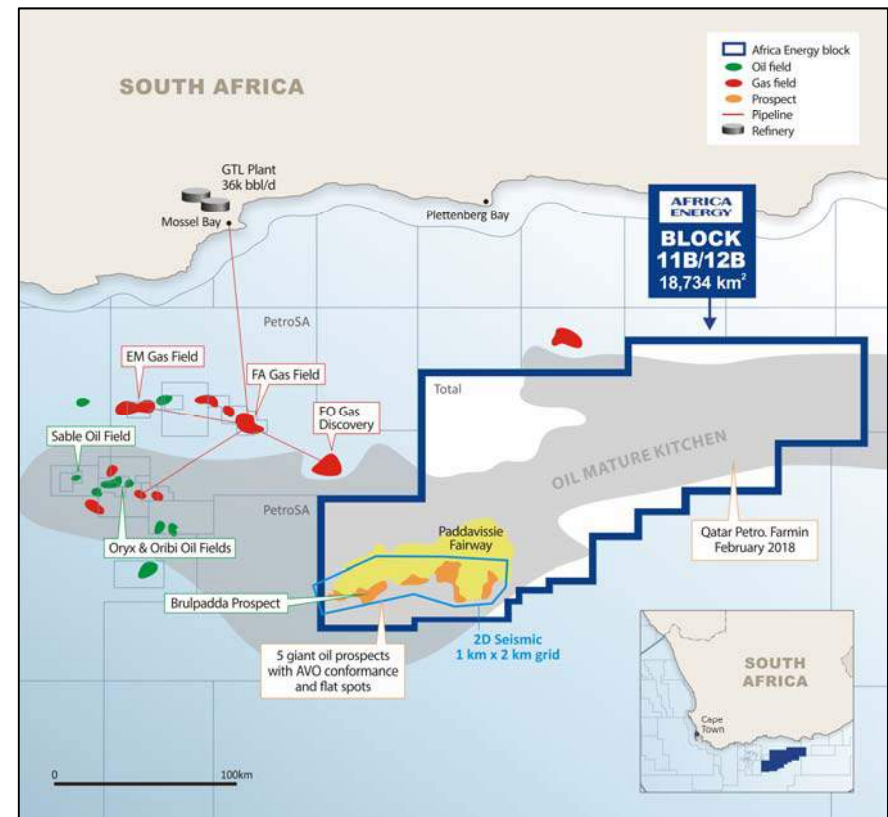 SOUTH AFRICA
Africa Energy block
Oil field
Gas field
Prospect
Pipeline
Refinery
GTL Plant
36k bbl/d
Mossel Bay
Plettenberg Bay
AFRICA
ENERGY
BLOCK
11B/12B
18,734 km²
PetroSA
EM Gas Field
FA Gas Field
FO Gas
Discovery
Total
Sable Oil Field
OIL MATURE KITCHEN
PetroSA
Paddavissie
Fairway
Qatar Petro. Farmin
February 2018
Oryx & Oribi Oil Fields
Brulpadda Prospect
2D Seismic
1 km x 2 km grid
5 giant oil prospects
with AVO conformance
and flat spots
SOUTH
AFRICA
Cape
Town
0
100km